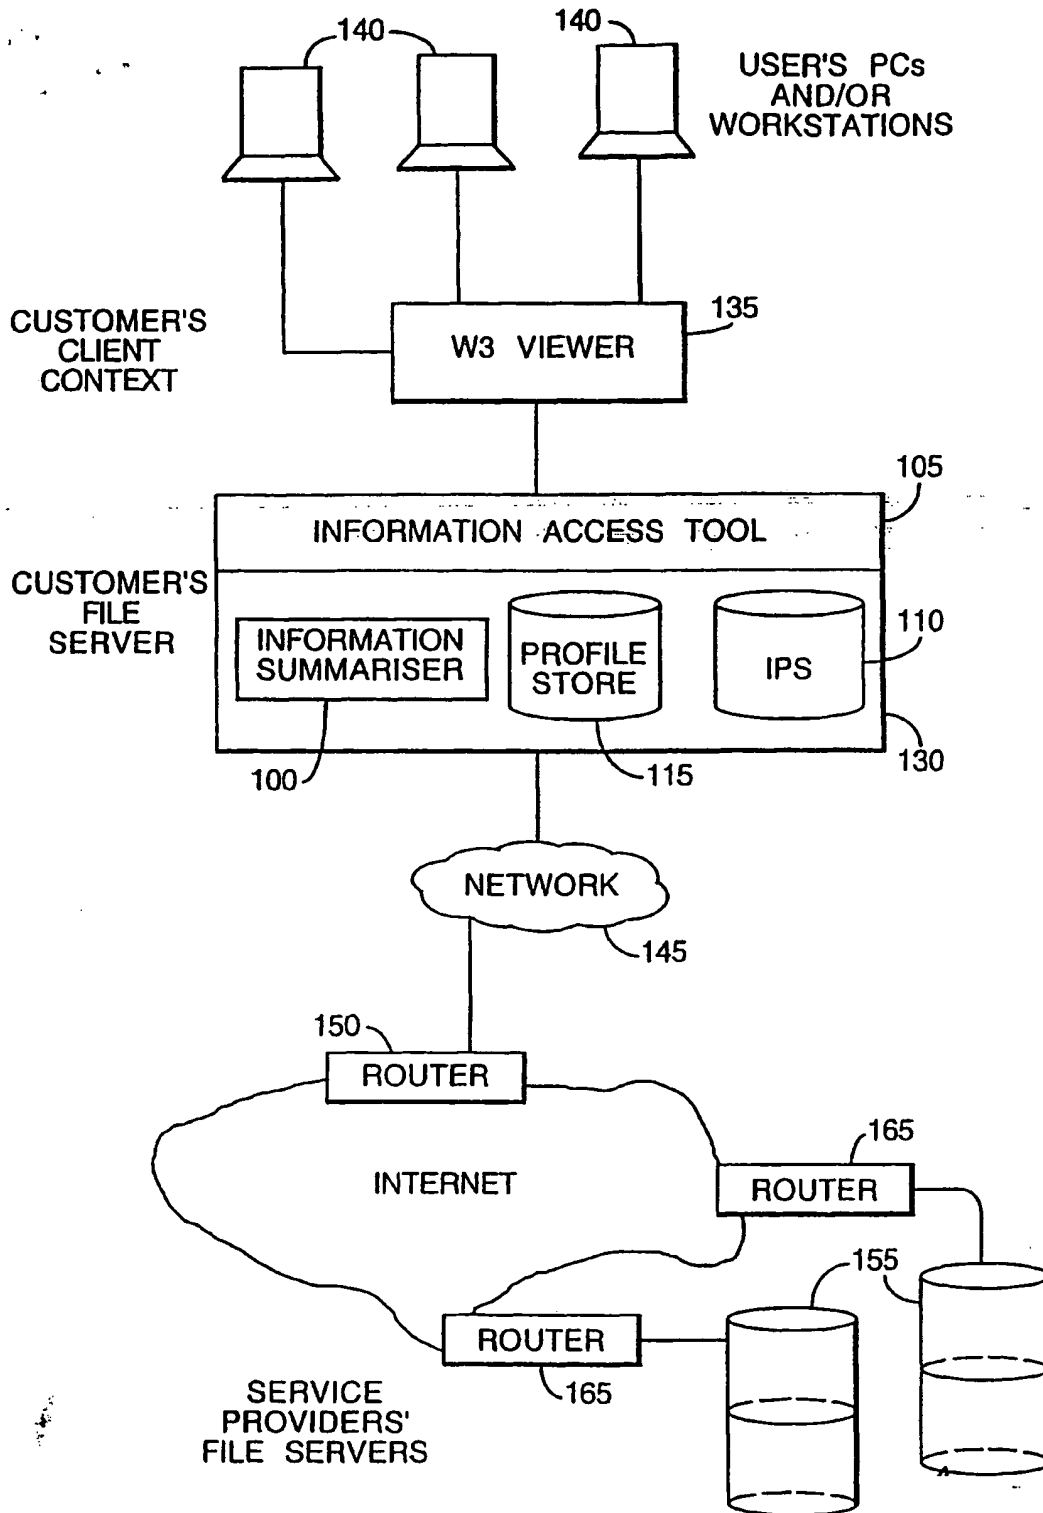 140
140
USER'S PCs
AND/OR
WORKSTATIONS
CUSTOMER'S
CLIENT
CONTEXT
W3 VIEWER
135
105
INFORMATION ACCESS TOOL
CUSTOMER'S
FILE
SERVER
INFORMATION
SUMMARISER
PROFILE
STORE
IPS
110
100
115
130
NETWORK
145
150
ROUTER
INTERNET
165
ROUTER
155
ROUTER
165
SERVICE
PROVIDERS'
FILE SERVERS